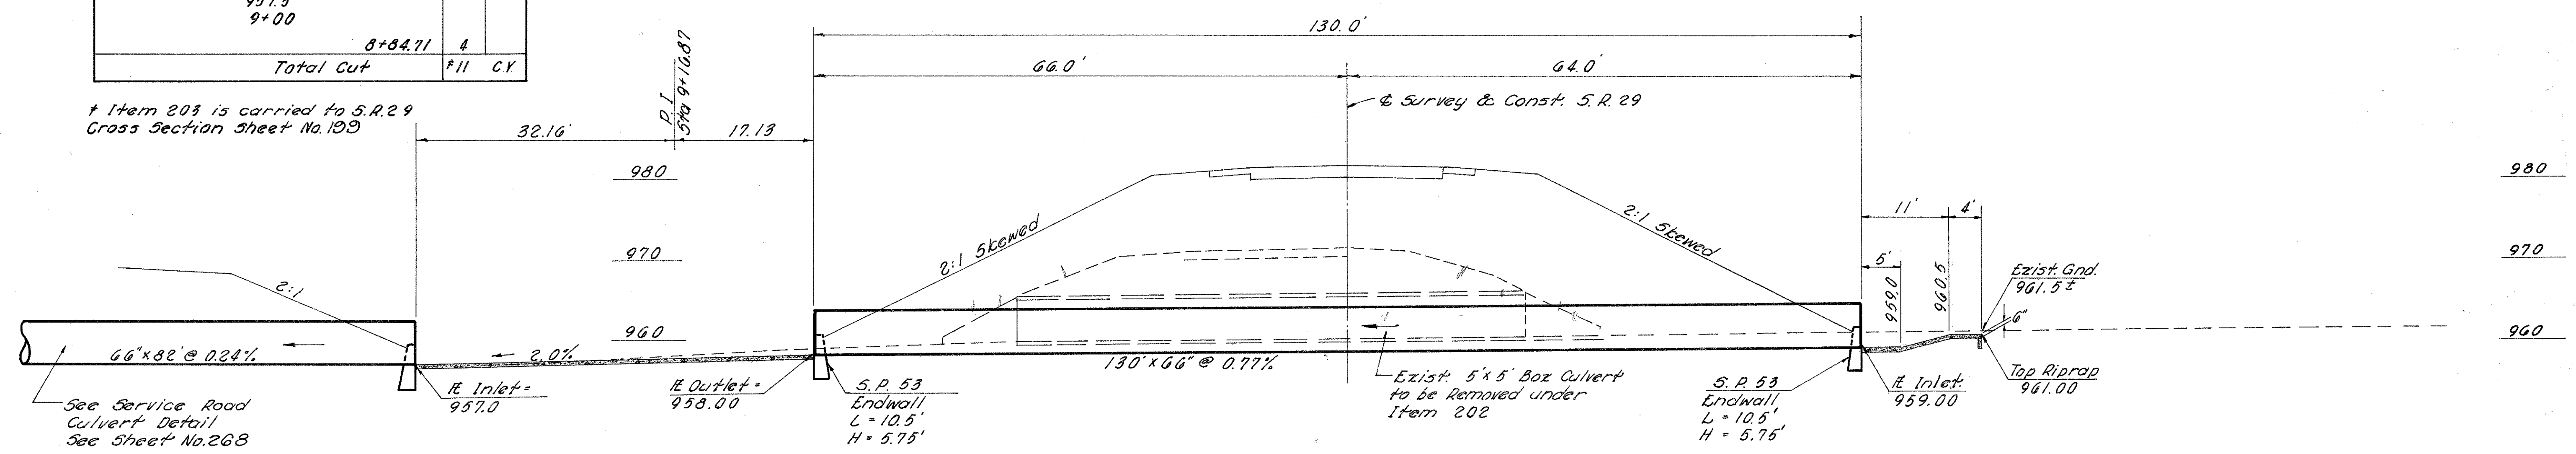 9+00
8+84.71 4
Total Cut ‡11 C.Y.
‡ Item 203 is carried to S.R.29
Cross Section Sheet No.199
32.16'
P.I
Sta 9+16.87
17.13
130.0'
66.0'
64.0'
℄ Survey & Const. S.R. 29
980
970
960
2:1
2:1 Skewed
2:1 Skewed
66" x 82' @ 0.24%
2.0%
130' x 66" @ 0.77%
See Service Road
Culvert Detail
See Sheet No.268
Inlet =
957.0
Outlet =
958.00
S.P. 53
Endwall
L = 10.5'
H = 5.75'
Exist. 5' x 5' Box Culvert
to be Removed under
Item 202
S.P. 53
Endwall
L = 10.5'
H = 5.75'
Inlet
959.00
11'
4'
5'
959.0
960.5
Exist. Gnd.
961.5 ±
6"
Top Riprap
961.00
980
970
960